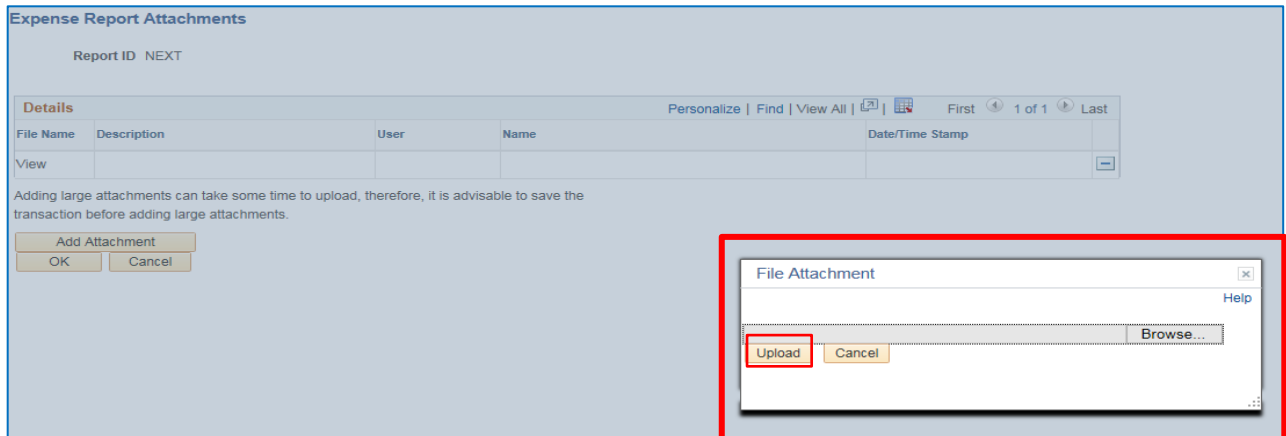 Expense Report Attachments
Report ID NEXT
Details Personalize | Find | View All | | First 1 of 1 Last
File Name Description User Name Date/Time Stamp
View
Adding large attachments can take some time to upload, therefore, it is advisable to save the
transaction before adding large attachments.
Add Attachment
OK Cancel
File Attachment
Help
Browse...
Upload Cancel